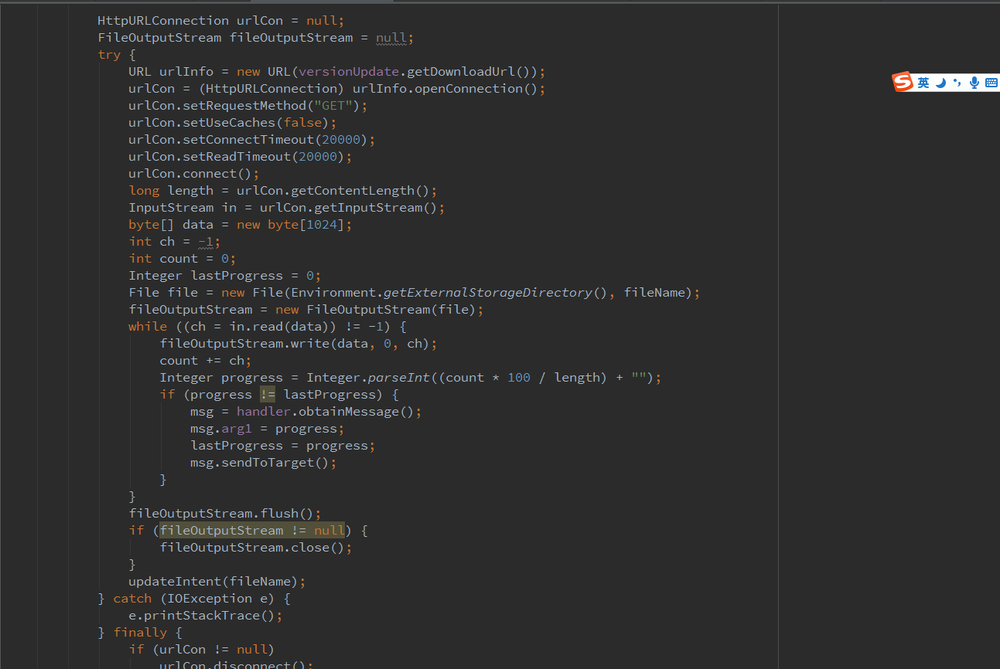 HttpURLConnection urlCon = null;
FileOutputStream fileOutputStream = null;
try {
URL urlInfo = new URL(versionUpdate.getDownloadUrl());
urlCon = (HttpURLConnection) urlInfo.openConnection();
urlCon.setRequestMethod("GET");
urlCon.setUseCaches(false);
urlCon.setConnectTimeout(20000);
urlCon.setReadTimeout(20000);
urlCon.connect();
long length = urlCon.getContentLength();
InputStream in = urlCon.getInputStream();
byte[] data = new byte[1024];
int ch = -1;
int count = 0;
Integer lastProgress = 0;
File file = new File(Environment.getExternalStorageDirectory(), fileName);
fileOutputStream = new FileOutputStream(file);
while ((ch = in.read(data)) != -1) {
fileOutputStream.write(data, 0, ch);
count += ch;
Integer progress = Integer.parseInt((count * 100 / length) + "");
if (progress != lastProgress) {
msg = handler.obtainMessage();
msg.arg1 = progress;
lastProgress = progress;
msg.sendToTarget();
}
}
fileOutputStream.flush();
if (fileOutputStream != null) {
fileOutputStream.close();
}
updateIntent(fileName);
} catch (IOException e) {
e.printStackTrace();
} finally {
if (urlCon != null)
urlCon.disconnect();
S 英